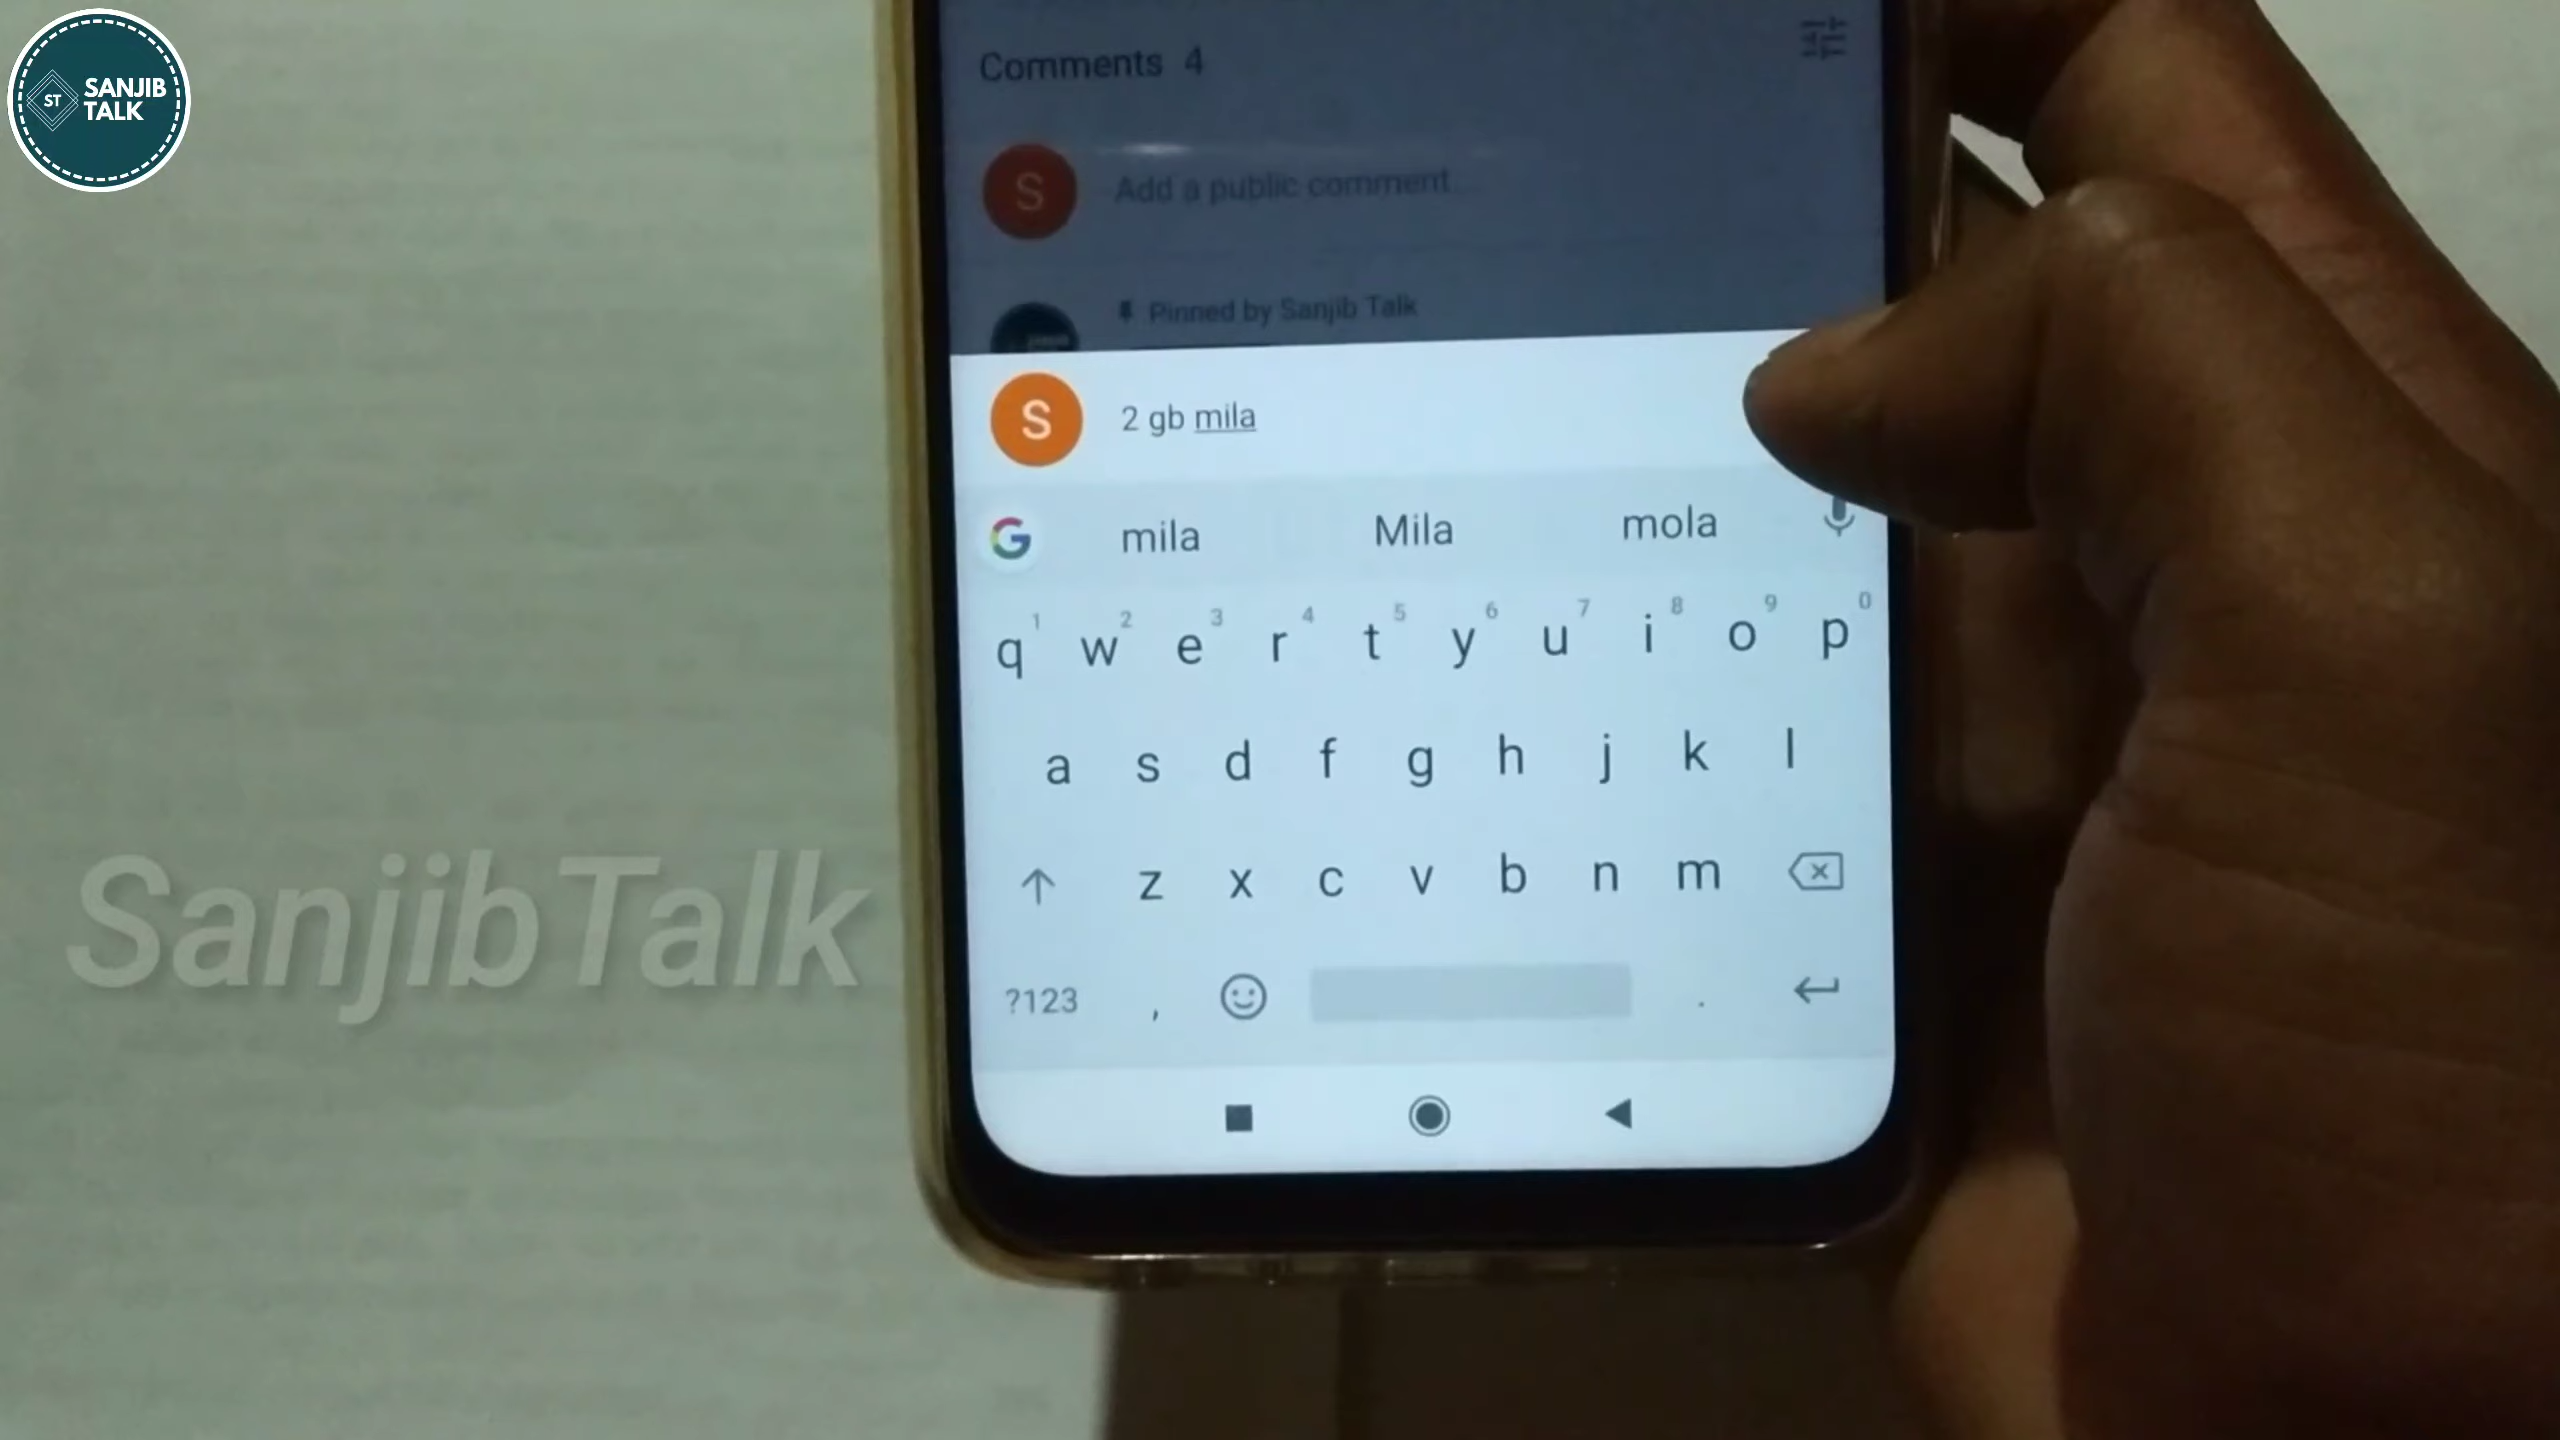 ST
SANJIB
TALK
Comments 4
S
Add a public comment
Pinned by Sanjib Talk
S
2 gb mila
G
mila Mila mola
1 2 3 4 5 6 7 8 9 0
q w e r t y u i o p
a s d f g h j k l
z x c v b n m
?123 , .
SanjibTalk